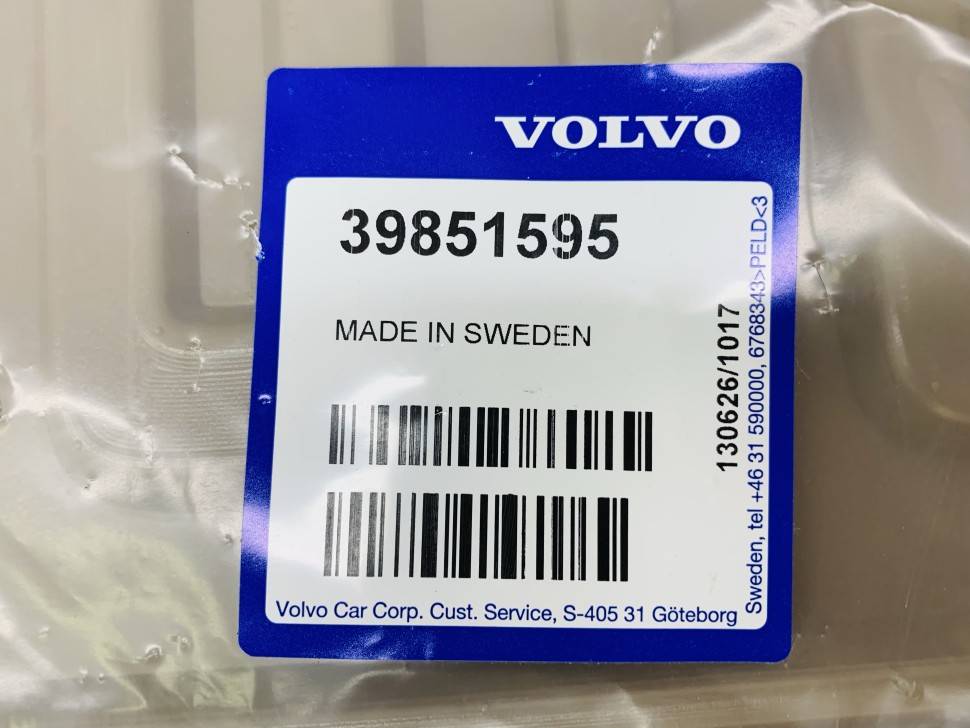 VOLVO
39851595
MADE IN SWEDEN
130626/1017
Volvo Car Corp. Cust. Service, S-405 31 Göteborg
Sweden, tel +46 31 590000, 6768343>PELD<3